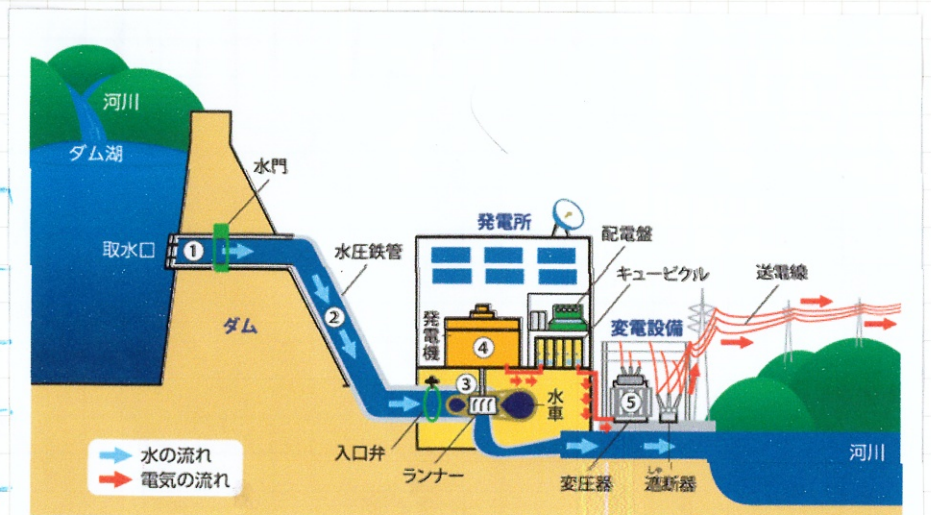 河川
ダム湖
水門
取水口
①
水圧鉄管
②
ダム
発電所
配電盤
キュービクル
送電線
変電設備
発電機
④
③
⑤
水車
入口弁
ランナー
変圧器
しゃ
遮断器
河川
水の流れ
電気の流れ